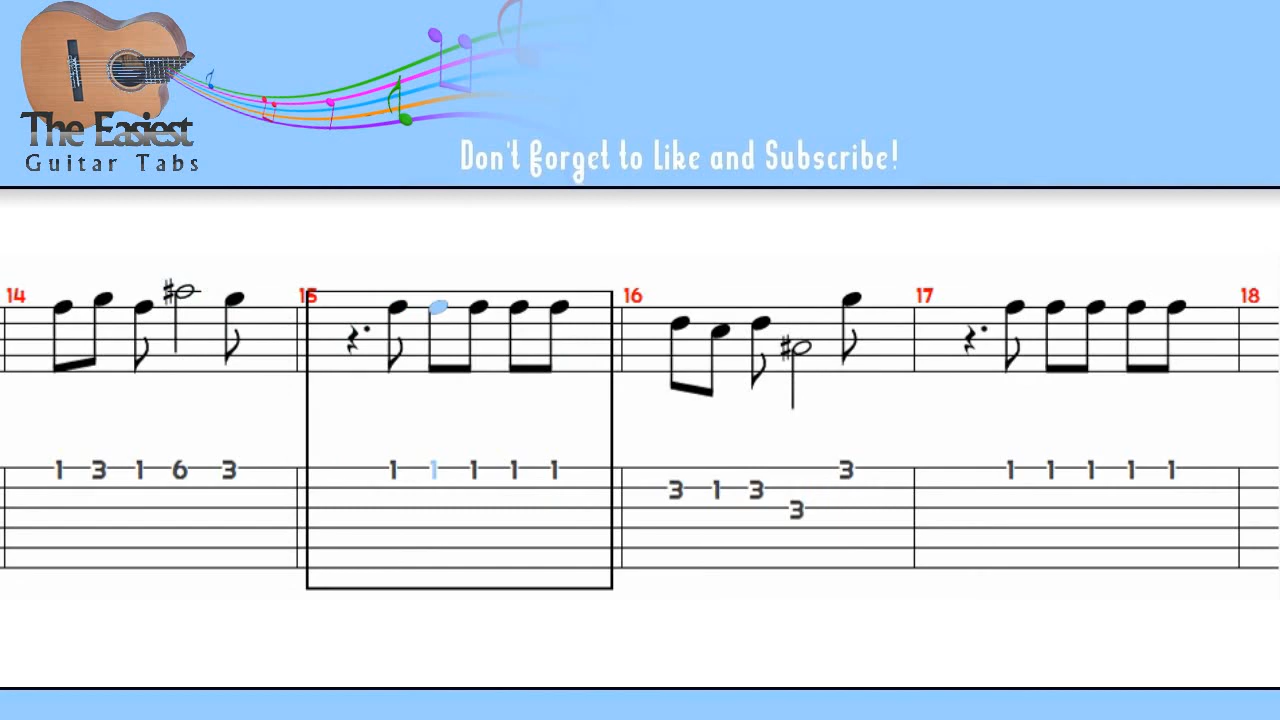 The Easiest
Guitar Tabs
Don't forget to Like and Subscribe!
14 15 16 17 18
1 3 1 6 3 1 1 1 1 1 3 1 3 3 3 1 1 1 1 1